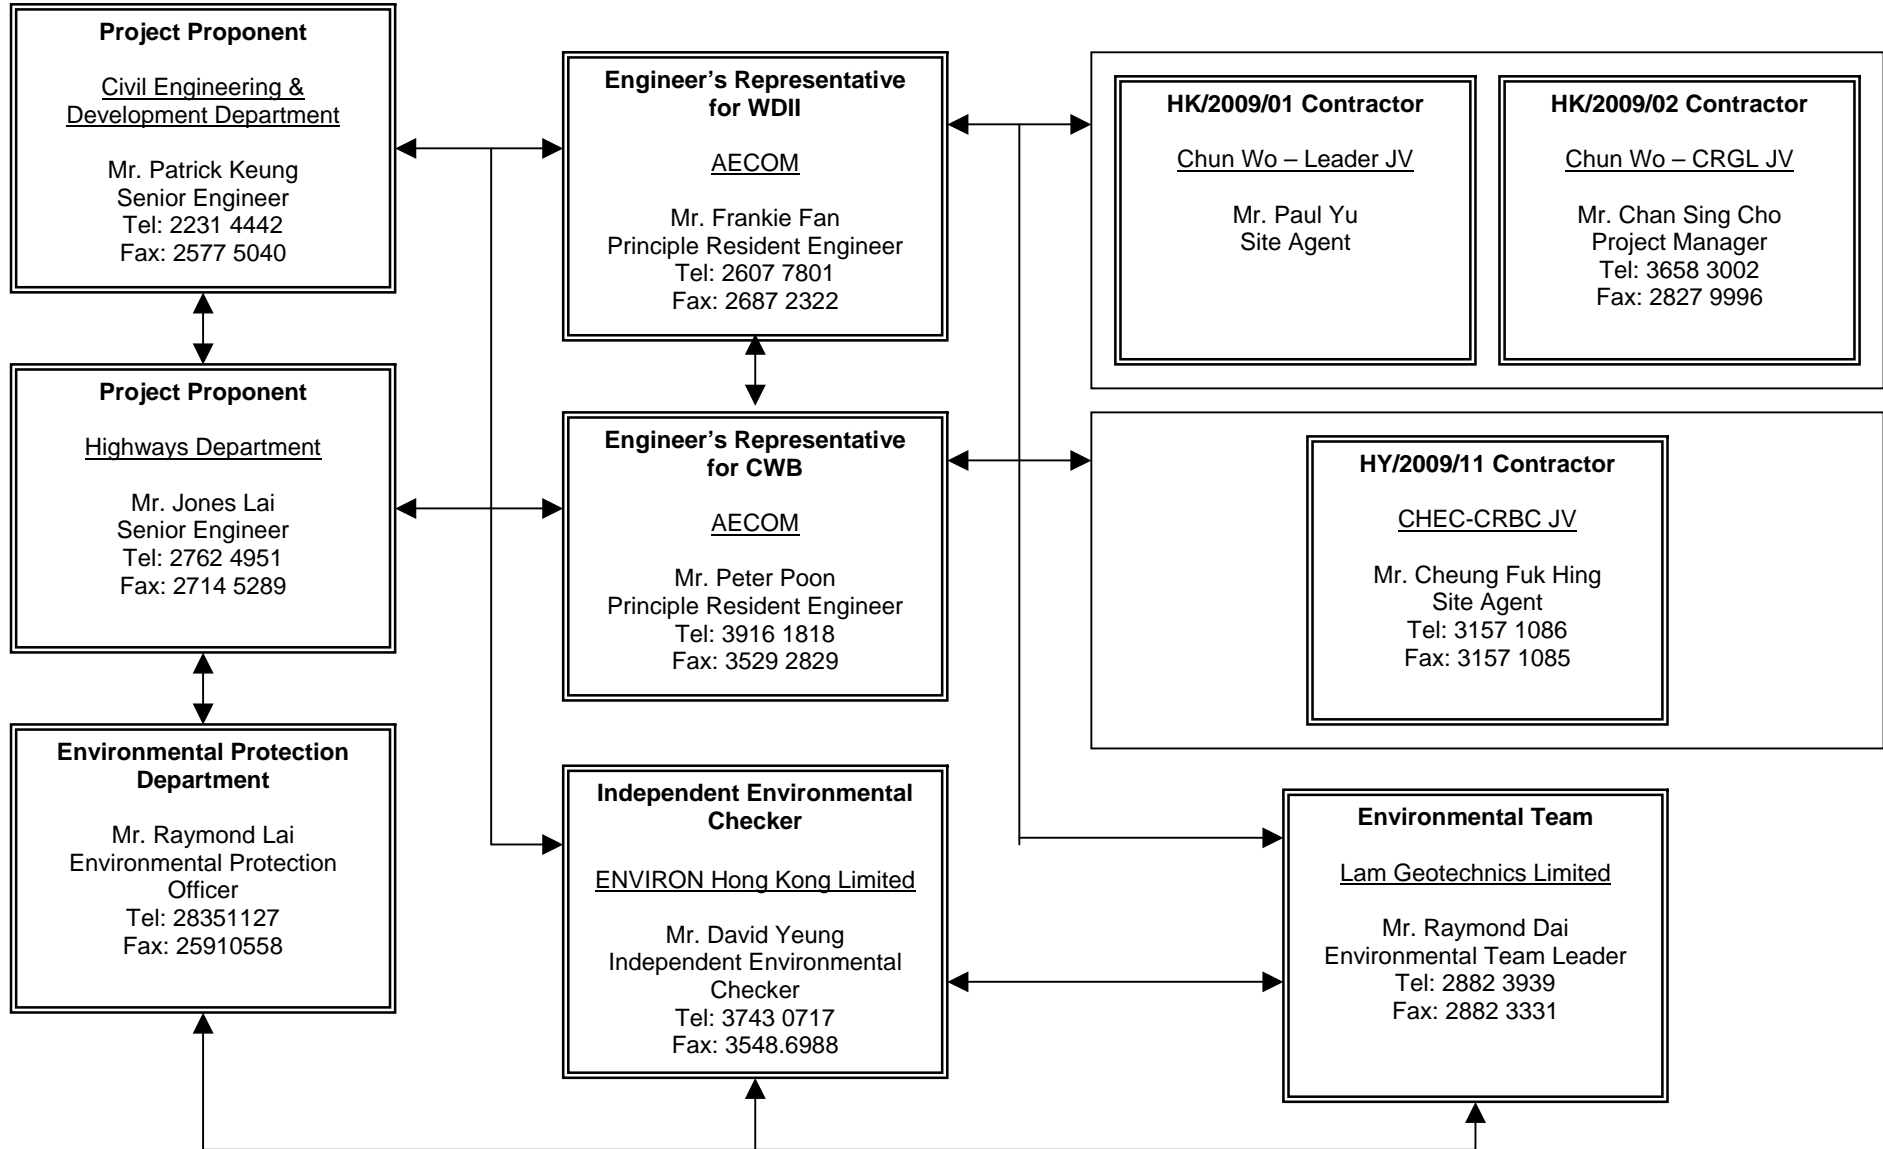 Project Proponent
Civil Engineering &
Development Department
Mr. Patrick Keung
Senior Engineer
Tel: 2231 4442
Fax: 2577 5040
Engineer’s Representative
for WDII
AECOM
Mr. Frankie Fan
Principle Resident Engineer
Tel: 2607 7801
Fax: 2687 2322
HK/2009/01 Contractor
Chun Wo – Leader JV
Mr. Paul Yu
Site Agent
HK/2009/02 Contractor
Chun Wo – CRGL JV
Mr. Chan Sing Cho
Project Manager
Tel: 3658 3002
Fax: 2827 9996
Project Proponent
Highways Department
Mr. Jones Lai
Senior Engineer
Tel: 2762 4951
Fax: 2714 5289
Engineer’s Representative
for CWB
AECOM
Mr. Peter Poon
Principle Resident Engineer
Tel: 3916 1818
Fax: 3529 2829
HY/2009/11 Contractor
CHEC-CRBC JV
Mr. Cheung Fuk Hing
Site Agent
Tel: 3157 1086
Fax: 3157 1085
Environmental Protection
Department
Mr. Raymond Lai
Environmental Protection
Officer
Tel: 28351127
Fax: 25910558
Independent Environmental
Checker
ENVIRON Hong Kong Limited
Mr. David Yeung
Independent Environmental
Checker
Tel: 3743 0717
Fax: 3548.6988
Environmental Team
Lam Geotechnics Limited
Mr. Raymond Dai
Environmental Team Leader
Tel: 2882 3939
Fax: 2882 3331